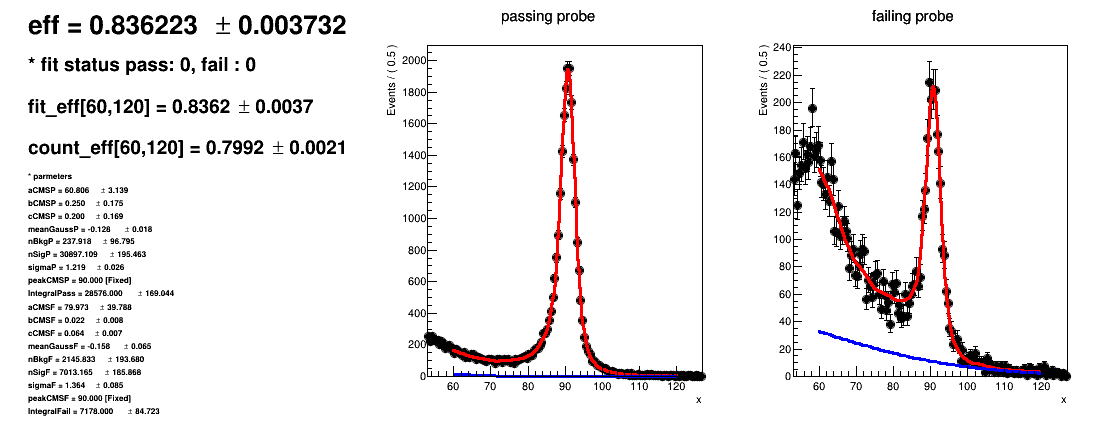 eff = 0.836223 ± 0.003732
* fit status pass: 0, fail : 0
fit_eff[60,120] = 0.8362 ± 0.0037
count_eff[60,120] = 0.7992 ± 0.0021
* parmeters
aCMSP = 60.806 ± 3.139
bCMSP = 0.250 ± 0.175
cCMSP = 0.200 ± 0.169
meanGaussP = -0.128 ± 0.018
nBkgP = 237.918 ± 96.795
nSigP = 30897.109 ± 195.463
sigmaP = 1.219 ± 0.026
peakCMSP = 90.000 [Fixed]
IntegralPass = 28576.000 ± 169.044
aCMSF = 79.973 ± 39.788
bCMSF = 0.022 ± 0.008
cCMSF = 0.064 ± 0.007
meanGaussF = -0.158 ± 0.065
nBkgF = 2145.833 ± 193.680
nSigF = 7013.165 ± 185.868
sigmaF = 1.364 ± 0.085
peakCMSF = 90.000 [Fixed]
IntegralFail = 7178.000 ± 84.723
passing probe
Events / ( 0.5 )
2000
1800
1600
1400
1200
1000
800
600
400
200
0
60 70 80 90 100 110 120
x
failing probe
Events / ( 0.5 )
240
220
200
180
160
140
120
100
80
60
40
20
0
60 70 80 90 100 110 120
x